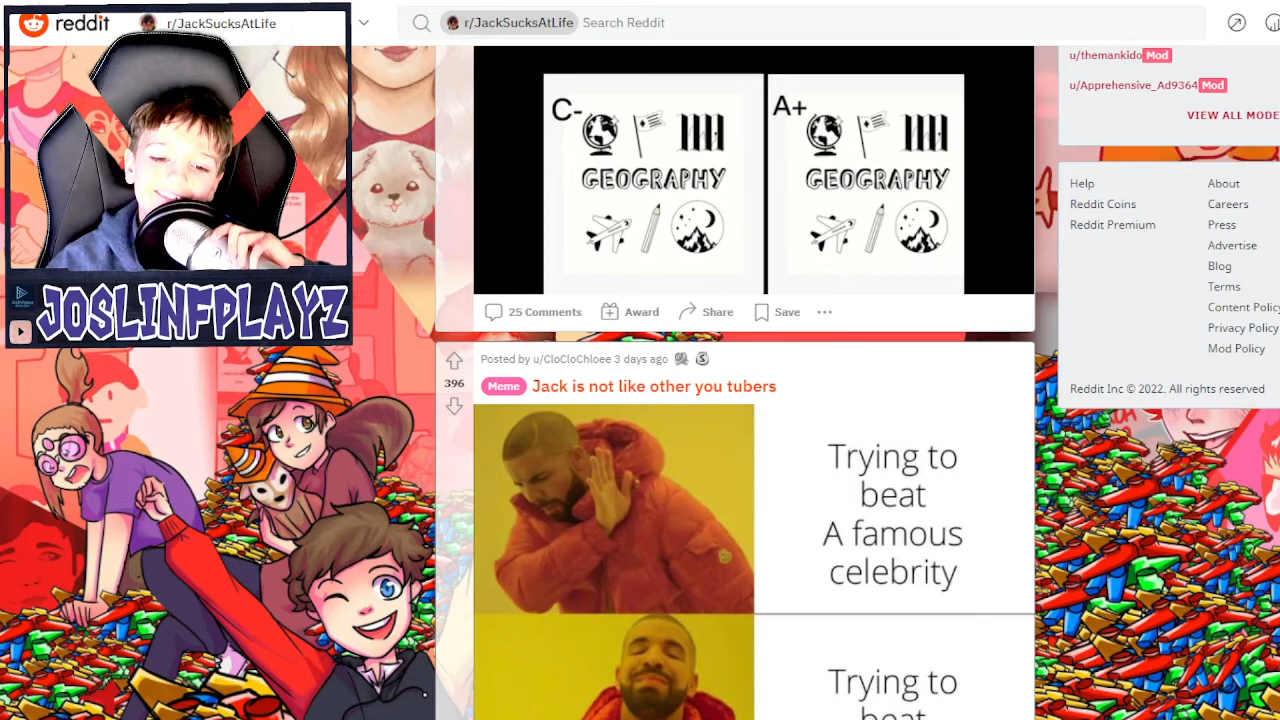 reddit
r/JackSucksAtLife
r/JackSucksAtLife Search Reddit
JOSLINFPLAYZ
C-
GEOGRAPHY
A+
GEOGRAPHY
25 Comments Award Share Save
396
Posted by u/CloCloChloee 3 days ago
Meme Jack is not like other you tubers
Trying to
beat
A famous
celebrity
Trying to
beat
u/themankido Mod
u/Apprehensive_Ad9364 Mod
VIEW ALL MODE
Help
Reddit Coins
Reddit Premium
About
Careers
Press
Advertise
Blog
Terms
Content Policy
Privacy Policy
Mod Policy
Reddit Inc © 2022. All rights reserved